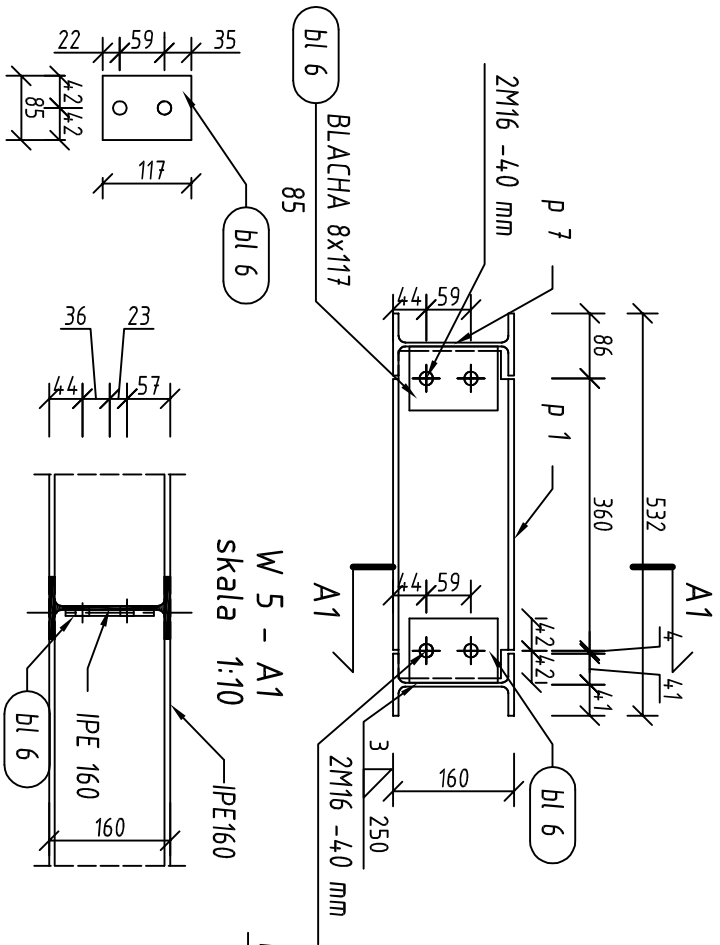 22
59
35
42
42
85
117
bl 6
bl 6
BLACHA 8x117
85
2M16 -40 mm
p 7
44
59
86
p 1
360
532
A1
A1
44
59
42
42
4
41
41
160
3
250
2M16 -40 mm
bl 6
36
23
44
57
W 5 - A1
skala 1:10
IPE 160
IPE160
bl 6
160